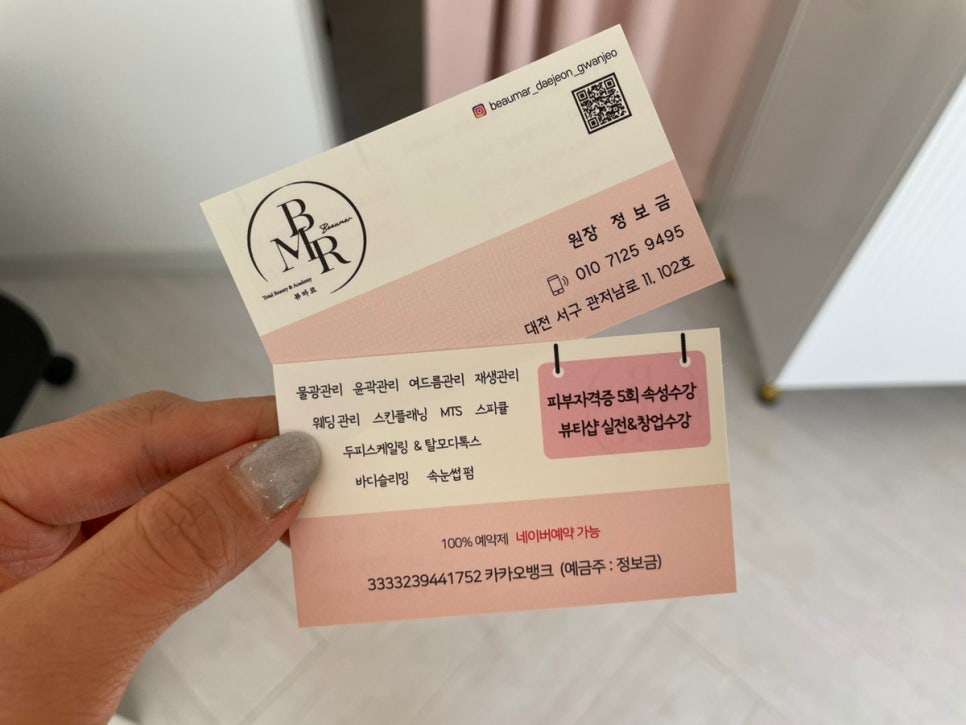 beaumar_daejeon_gwanjeo
BMR
Beaumar
Total Beauty & Academy
뷰마르
원장 정보금
010 7125 9495
대전 서구 관저남로 11, 102호
물광관리 윤곽관리 여드름관리 재생관리
웨딩관리 스킨플래닝 MTS 스피큘
두피스케일링 & 탈모디톡스
바디슬리밍 속눈썹펌
피부자격증 5회 속성수강
뷰티샵 실전&창업수강
100% 예약제 네이버예약 가능
3333239441752 카카오뱅크 (예금주 : 정보금)